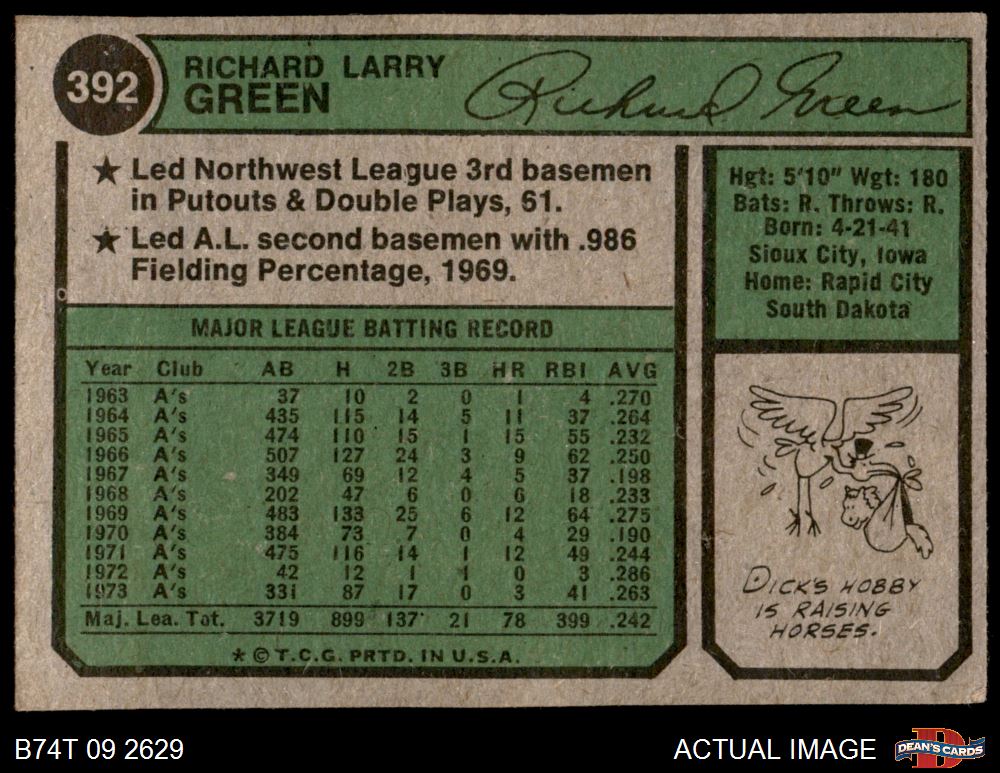 392
RICHARD LARRY
GREEN
Richard Green
★ Led Northwest League 3rd basemen
in Putouts & Double Plays, 61.
★ Led A.L. second basemen with .986
Fielding Percentage, 1969.
Hgt: 5'10" Wgt: 180
Bats: R. Throws: R.
Born: 4-21-41
Sioux City, Iowa
Home: Rapid City
South Dakota
MAJOR LEAGUE BATTING RECORD
Year Club AB H 2B 3B HR RBI AVG
1963 A's 37 10 2 0 1 4 .270
1964 A's 435 115 14 5 11 37 .264
1965 A's 474 110 15 1 15 55 .232
1966 A's 507 127 24 3 9 62 .250
1967 A's 349 69 12 4 5 37 .198
1968 A's 202 47 6 0 6 18 .233
1969 A's 483 133 25 6 12 64 .275
1970 A's 384 73 7 0 4 29 .190
1971 A's 475 116 14 1 12 49 .244
1972 A's 42 12 1 1 0 3 .286
1973 A's 331 87 17 0 3 41 .263
Maj. Lea. Tot. 3719 899 137 21 78 399 .242
* © T.C.G. PRTD. IN U.S.A.
DICK'S HOBBY
IS RAISING
HORSES.
B74T 09 2629
ACTUAL IMAGE
D
DEAN'S CARDS